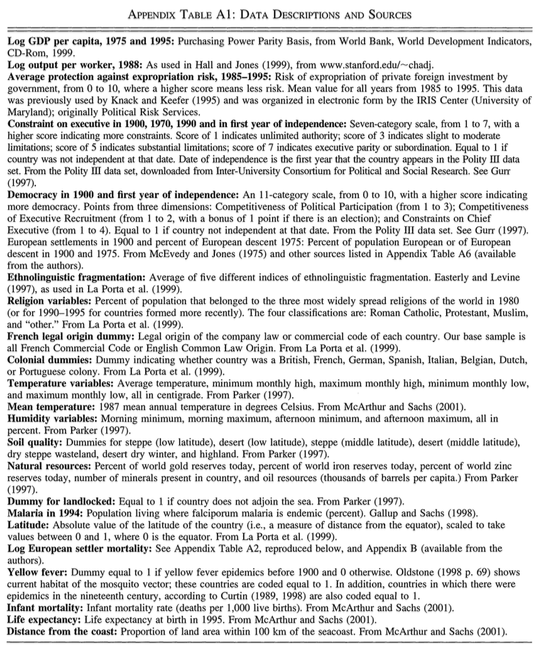 APPENDIX TABLE A1: DATA DESCRIPTIONS AND SOURCES
Log GDP per capita, 1975 and 1995: Purchasing Power Parity Basis, from World Bank, World Development Indicators,
CD-Rom, 1999.
Log output per worker, 1988: As used in Hall and Jones (1999), from www.stanford.edu/~chadj.
Average protection against expropriation risk, 1985–1995: Risk of expropriation of private foreign investment by
government, from 0 to 10, where a higher score means less risk. Mean value for all years from 1985 to 1995. This data
was previously used by Knack and Keefer (1995) and was organized in electronic form by the IRIS Center (University of
Maryland); originally Political Risk Services.
Constraint on executive in 1900, 1970, 1990 and in first year of independence: Seven-category scale, from 1 to 7, with a
higher score indicating more constraints. Score of 1 indicates unlimited authority; score of 3 indicates slight to moderate
limitations; score of 5 indicates substantial limitations; score of 7 indicates executive parity or subordination. Equal to 1 if
country was not independent at that date. Date of independence is the first year that the country appears in the Polity III data
set. From the Polity III data set, downloaded from Inter-University Consortium for Political and Social Research. See Gurr
(1997).
Democracy in 1900 and first year of independence: An 11-category scale, from 0 to 10, with a higher score indicating
more democracy. Points from three dimensions: Competitiveness of Political Participation (from 1 to 3); Competitiveness
of Executive Recruitment (from 1 to 2, with a bonus of 1 point if there is an election); and Constraints on Chief
Executive (from 1 to 4). Equal to 1 if country not independent at that date. From the Polity III data set. See Gurr (1997).
European settlements in 1900 and percent of European descent 1975: Percent of population European or of European
descent in 1900 and 1975. From McEvedy and Jones (1975) and other sources listed in Appendix Table A6 (available
from the authors).
Ethnolinguistic fragmentation: Average of five different indices of ethnolinguistic fragmentation. Easterly and Levine
(1997), as used in La Porta et al. (1999).
Religion variables: Percent of population that belonged to the three most widely spread religions of the world in 1980
(or for 1990–1995 for countries formed more recently). The four classifications are: Roman Catholic, Protestant, Muslim,
and “other.” From La Porta et al. (1999).
French legal origin dummy: Legal origin of the company law or commercial code of each country. Our base sample is
all French Commercial Code or English Common Law Origin. From La Porta et al. (1999).
Colonial dummies: Dummy indicating whether country was a British, French, German, Spanish, Italian, Belgian, Dutch,
or Portuguese colony. From La Porta et al. (1999).
Temperature variables: Average temperature, minimum monthly high, maximum monthly high, minimum monthly low,
and maximum monthly low, all in centigrade. From Parker (1997).
Mean temperature: 1987 mean annual temperature in degrees Celsius. From McArthur and Sachs (2001).
Humidity variables: Morning minimum, morning maximum, afternoon minimum, and afternoon maximum, all in
percent. From Parker (1997).
Soil quality: Dummies for steppe (low latitude), desert (low latitude), steppe (middle latitude), desert (middle latitude),
dry steppe wasteland, desert dry winter, and highland. From Parker (1997).
Natural resources: Percent of world gold reserves today, percent of world iron reserves today, percent of world zinc
reserves today, number of minerals present in country, and oil resources (thousands of barrels per capita.) From Parker
(1997).
Dummy for landlocked: Equal to 1 if country does not adjoin the sea. From Parker (1997).
Malaria in 1994: Population living where falciporum malaria is endemic (percent). Gallup and Sachs (1998).
Latitude: Absolute value of the latitude of the country (i.e., a measure of distance from the equator), scaled to take
values between 0 and 1, where 0 is the equator. From La Porta et al. (1999).
Log European settler mortality: See Appendix Table A2, reproduced below, and Appendix B (available from the
authors).
Yellow fever: Dummy equal to 1 if yellow fever epidemics before 1900 and 0 otherwise. Oldstone (1998 p. 69) shows
current habitat of the mosquito vector; these countries are coded equal to 1. In addition, countries in which there were
epidemics in the nineteenth century, according to Curtin (1989, 1998) are also coded equal to 1.
Infant mortality: Infant mortality rate (deaths per 1,000 live births). From McArthur and Sachs (2001).
Life expectancy: Life expectancy at birth in 1995. From McArthur and Sachs (2001).
Distance from the coast: Proportion of land area within 100 km of the seacoast. From McArthur and Sachs (2001).